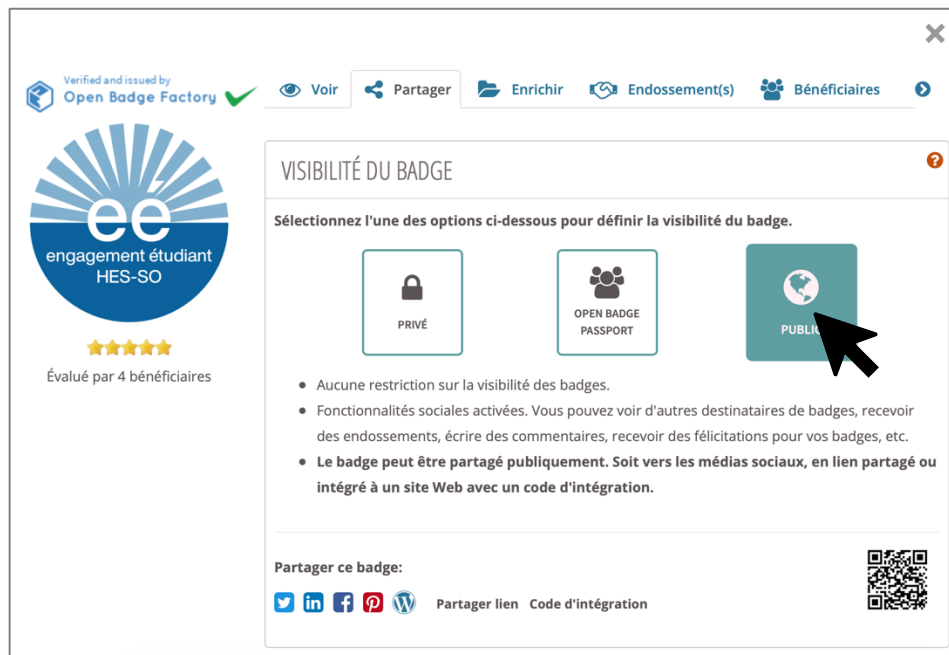 Verified and issued by
Open Badge Factory
Voir
Partager
Enrichir
Endossement(s)
Bénéficiaires
éé
engagement étudiant
HES-SO
Évalué par 4 bénéficiaires
VISIBILITÉ DU BADGE
?
Sélectionnez l'une des options ci-dessous pour définir la visibilité du badge.
PRIVÉ
OPEN BADGE
PASSPORT
PUBLIC
Aucune restriction sur la visibilité des badges.
Fonctionnalités sociales activées. Vous pouvez voir d'autres destinataires de badges, recevoir
des endossements, écrire des commentaires, recevoir des félicitations pour vos badges, etc.
Le badge peut être partagé publiquement. Soit vers les médias sociaux, en lien partagé ou
intégré à un site Web avec un code d'intégration.
Partager ce badge:
Partager lien Code d'intégration